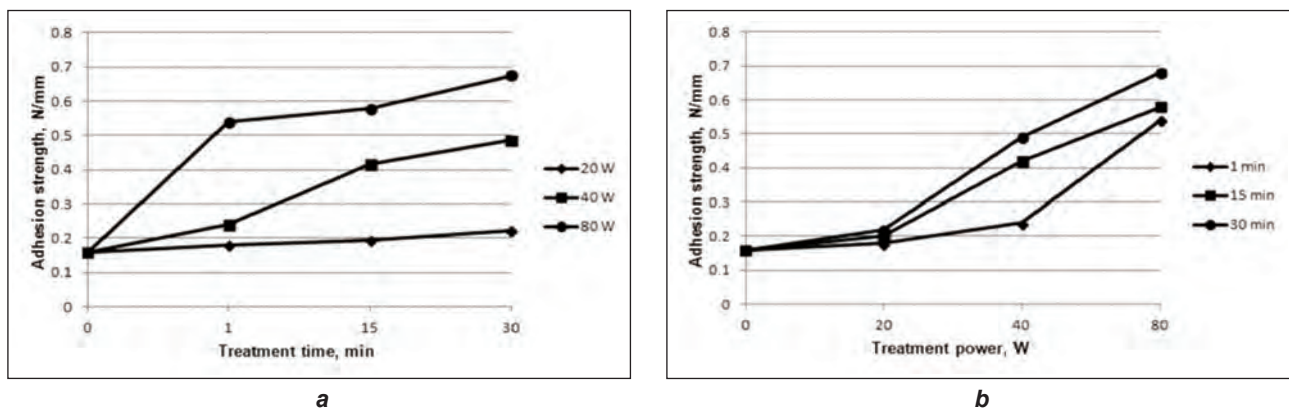 0.8
0.7
0.6
0.5
0.4
0.3
0.2
0.1
0
Adhesion strength, N/mm
0 1 15 30
Treatment time, min
20 W
40 W
80 W
a
0.8
0.7
0.6
0.5
0.4
0.3
0.2
0.1
0
Adhesion strength, N/mm
0 20 40 80
Treatment power, W
1 min
15 min
30 min
b